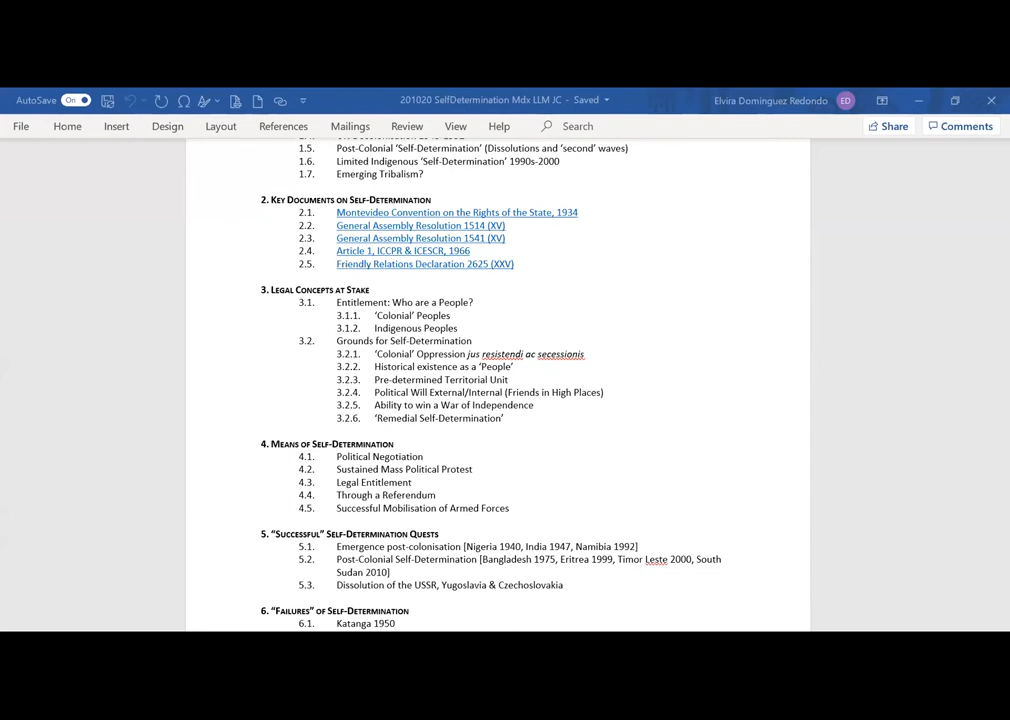 AutoSave On 201020 SelfDetermination Mdx LLM JC - Saved Elvira Dominguez Redondo ED
File Home Insert Design Layout References Mailings Review View Help Search Share Comments
1.5. Post-Colonial ‘Self-Determination’ (Dissolutions and ‘second’ waves)
1.6. Limited Indigenous ‘Self-Determination’ 1990s-2000
1.7. Emerging Tribalism?
2. KEY DOCUMENTS ON SELF-DETERMINATION
2.1. Montevideo Convention on the Rights of the State, 1934
2.2. General Assembly Resolution 1514 (XV)
2.3. General Assembly Resolution 1541 (XV)
2.4. Article 1, ICCPR & ICESCR, 1966
2.5. Friendly Relations Declaration 2625 (XXV)
3. LEGAL CONCEPTS AT STAKE
3.1. Entitlement: Who are a People?
3.1.1. ‘Colonial’ Peoples
3.1.2. Indigenous Peoples
3.2. Grounds for Self-Determination
3.2.1. ‘Colonial’ Oppression jus resistendi ac secessionis
3.2.2. Historical existence as a ‘People’
3.2.3. Pre-determined Territorial Unit
3.2.4. Political Will External/Internal (Friends in High Places)
3.2.5. Ability to win a War of Independence
3.2.6. ‘Remedial Self-Determination’
4. MEANS OF SELF-DETERMINATION
4.1. Political Negotiation
4.2. Sustained Mass Political Protest
4.3. Legal Entitlement
4.4. Through a Referendum
4.5. Successful Mobilisation of Armed Forces
5. “SUCCESSFUL” SELF-DETERMINATION QUESTS
5.1. Emergence post-colonisation [Nigeria 1940, India 1947, Namibia 1992]
5.2. Post-Colonial Self-Determination [Bangladesh 1975, Eritrea 1999, Timor Leste 2000, South
Sudan 2010]
5.3. Dissolution of the USSR, Yugoslavia & Czechoslovakia
6. “FAILURES” OF SELF-DETERMINATION
6.1. Katanga 1950